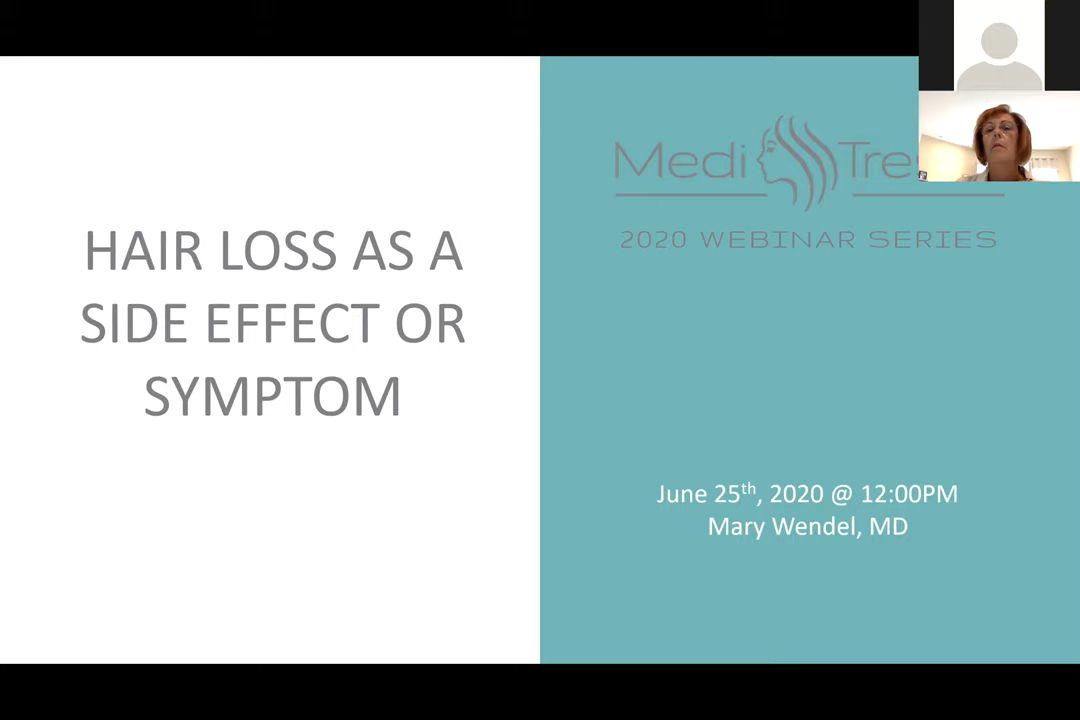 HAIR LOSS AS A
SIDE EFFECT OR
SYMPTOM
Medi
2020 WEBINAR SERIES
June 25th, 2020 @ 12:00PM
Mary Wendel, MD